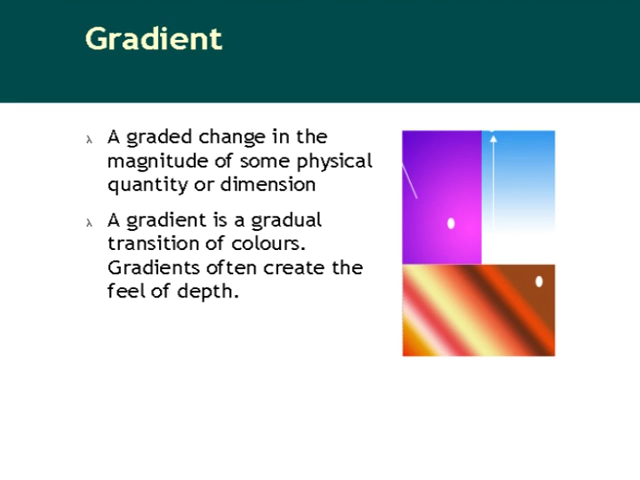 Gradient
λ A graded change in the
magnitude of some physical
quantity or dimension
λ A gradient is a gradual
transition of colours.
Gradients often create the
feel of depth.